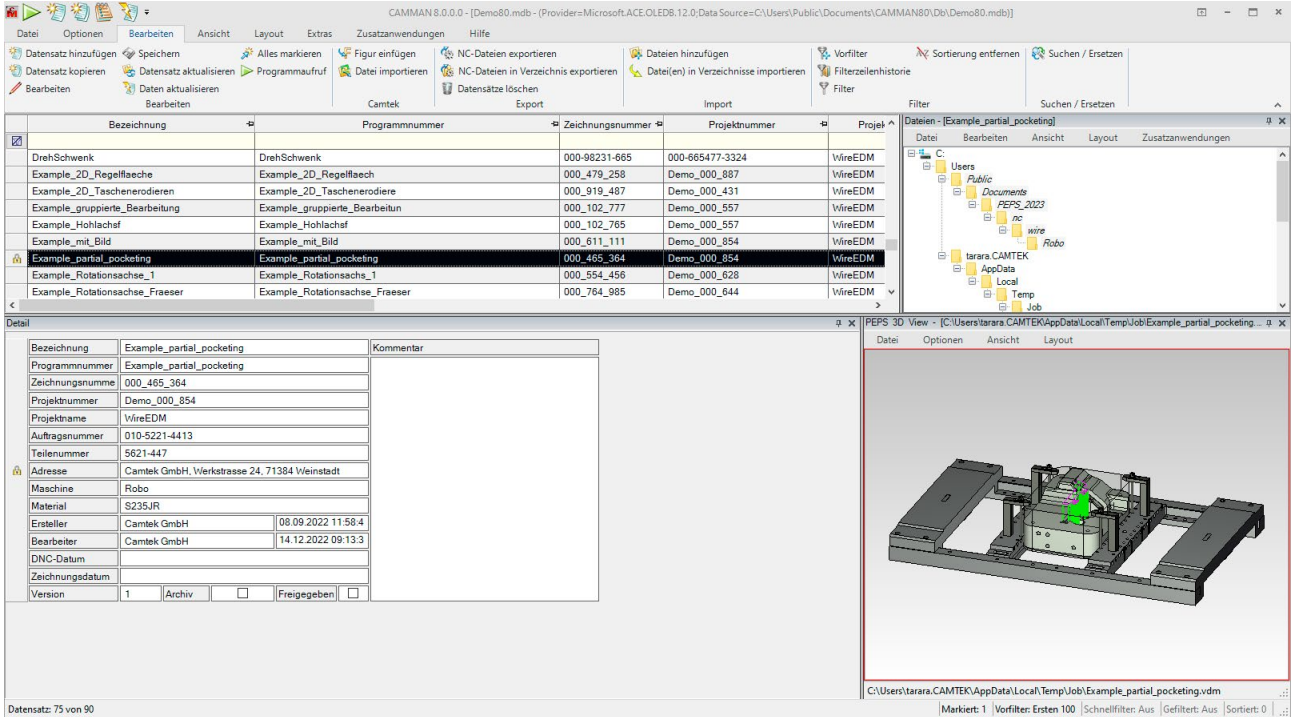 CAMMAN 8.0.0.0 - [Demo80.mdb - (Provider=Microsoft.ACE.OLEDB.12.0;Data Source=C:\Users\Public\Documents\CAMMAN80\Db\Demo80.mdb)]
Datei Optionen Bearbeiten Ansicht Layout Extras Zusatzanwendungen Hilfe
Datensatz hinzufügen Speichern Alles markieren Figur einfügen NC-Dateien exportieren Dateien hinzufügen Vorfilter Sortierung entfernen Suchen / Ersetzen
Datensatz kopieren Datensatz aktualisieren Programmaufruf Datei importieren NC-Dateien in Verzeichnis exportieren Datei(en) in Verzeichnisse importieren Filterzeilenhistorie
Bearbeiten Daten aktualisieren Datensätze löschen Filter
Bearbeiten Camtek Export Import Filter Suchen / Ersetzen
Bezeichnung Programmnummer Zeichnungsnummer Projektnummer Projek
DrehSchwenk DrehSchwenk 000-98231-665 000-665477-3324 WireEDM
Example_2D_Regelflaeche Example_2D_Regelflaech 000_479_258 Demo_000_887 WireEDM
Example_2D_Taschenerodieren Example_2D_Taschenerodiere 000_919_487 Demo_000_431 WireEDM
Example_gruppierte_Bearbeitung Example_gruppierte_Bearbeitun 000_102_777 Demo_000_557 WireEDM
Example_Hohlachsf Example_Hohlachsf 000_102_765 Demo_000_557 WireEDM
Example_mit_Bild Example_mit_Bild 000_611_111 Demo_000_854 WireEDM
Example_partial_pocketing Example_partial_pocketing 000_465_364 Demo_000_854 WireEDM
Example_Rotationsachse_1 Example_Rotationsachs_1 000_554_456 Demo_000_628 WireEDM
Example_Rotationsachse_Fraeser Example_Rotationsachse_Fraeser 000_764_985 Demo_000_644 WireEDM
Dateien - [Example_partial_pocketing]
Datei Bearbeiten Ansicht Layout Zusatzanwendungen
C:
Users
Public
Documents
PEPS_2023
nc
wire
Robo
tarara.CAMTEK
AppData
Local
Temp
Job
Detail
Bezeichnung Example_partial_pocketing Kommentar
Programmnummer Example_partial_pocketing
Zeichnungsnumme 000_465_364
Projektnummer Demo_000_854
Projektname WireEDM
Auftragsnummer 010-5221-4413
Teilenummer 5621-447
Adresse Camtek GmbH, Werkstrasse 24, 71384 Weinstadt
Maschine Robo
Material S235JR
Ersteller Camtek GmbH 08.09.2022 11:58:4
Bearbeiter Camtek GmbH 14.12.2022 09:13:3
DNC-Datum
Zeichnungsdatum
Version 1 Archiv Freigegeben
PEPS 3D View - [C:\Users\tarara.CAMTEK\AppData\Local\Temp\Job\Example_partial_pocketing...
Datei Optionen Ansicht Layout
C:\Users\tarara.CAMTEK\AppData\Local\Temp\Job\Example_partial_pocketing.vdm
Datensatz: 75 von 90 Markiert: 1 Vorfilter: Ersten 100 Schnellfilter: Aus Gefiltert: Aus Sortiert: 0